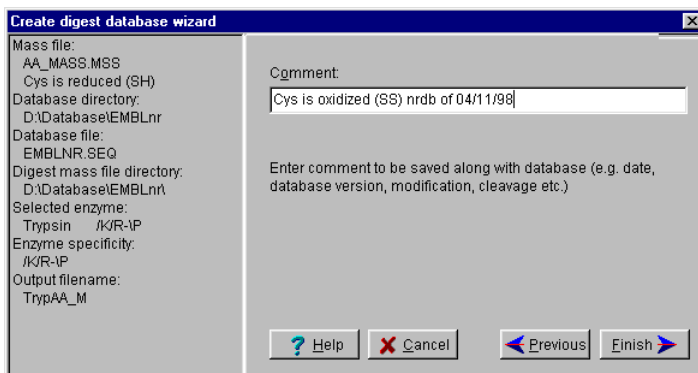 Create digest database wizard
Mass file:
AA_MASS.MSS
Cys is reduced (SH)
Database directory:
D:\Database\EMBLnr
Database file:
EMBLNR.SEQ
Digest mass file directory:
D:\Database\EMBLnr\
Selected enzyme:
Trypsin /K/R-\P
Enzyme specificity:
/K/R-\P
Output filename:
TrypAA_M
Comment:
Cys is oxidized (SS) nrdb of 04/11/98
Enter comment to be saved along with database (e.g. date,
database version, modification, cleavage etc.)
? Help
Cancel
Previous
Finish